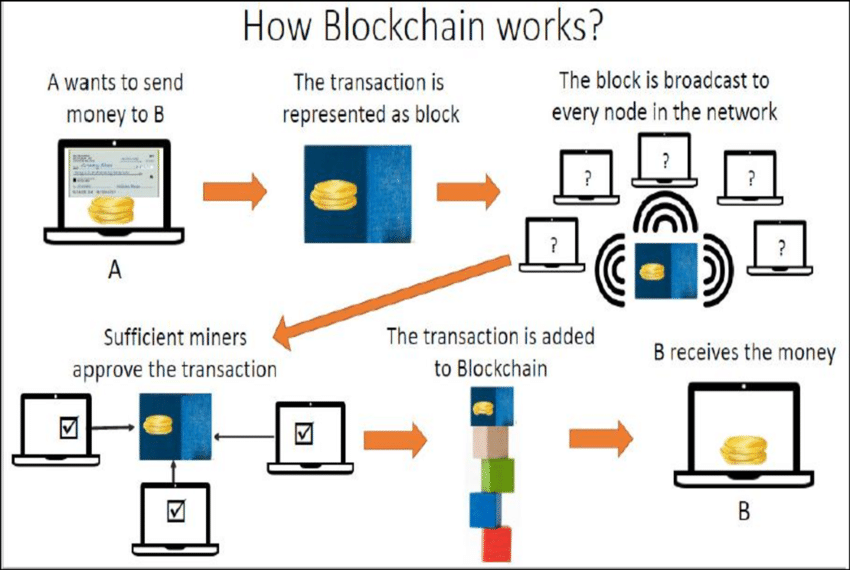 How Blockchain works?
A wants to send
money to B
The transaction is
represented as block
The block is broadcast to
every node in the network
?
?
?
?
?
A
Sufficient miners
approve the transaction
The transaction is added
to Blockchain
B receives the money
B